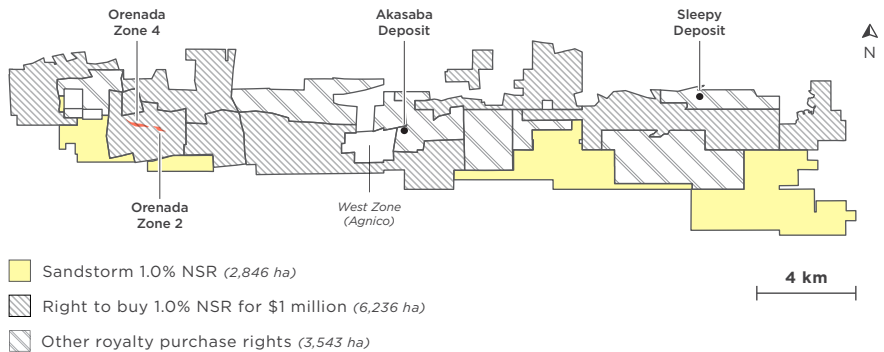 Orenada
Zone 4
Akasaba
Deposit
Sleepy
Deposit
N
Orenada
Zone 2
West Zone
(Agnico)
Sandstorm 1.0% NSR (2,846 ha)
4 km
Right to buy 1.0% NSR for $1 million (6,236 ha)
Other royalty purchase rights (3,543 ha)